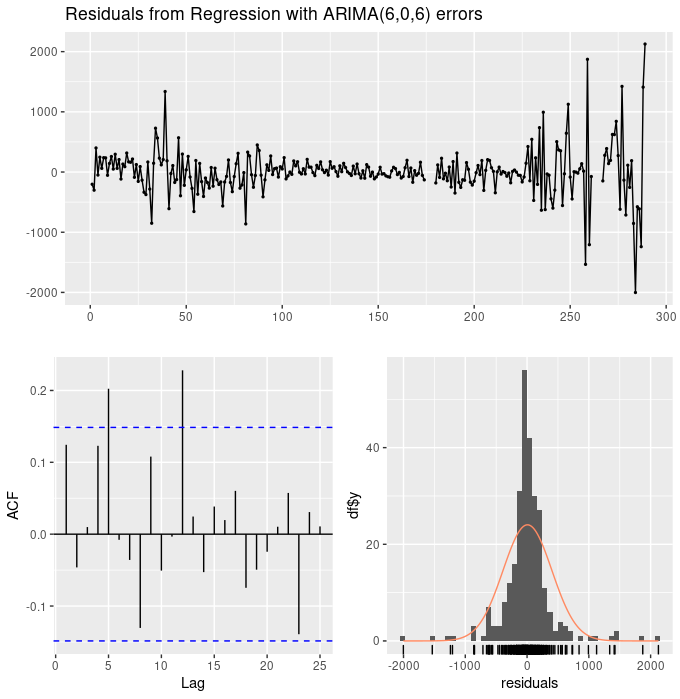 Residuals from Regression with ARIMA(6,0,6) errors
2000
1000
0
-1000
-2000
0 50 100 150 200 250 300
ACF
0.2
0.1
0.0
-0.1
0 5 10 15 20 25
Lag
df$y
40
20
0
-2000 -1000 0 1000 2000
residuals